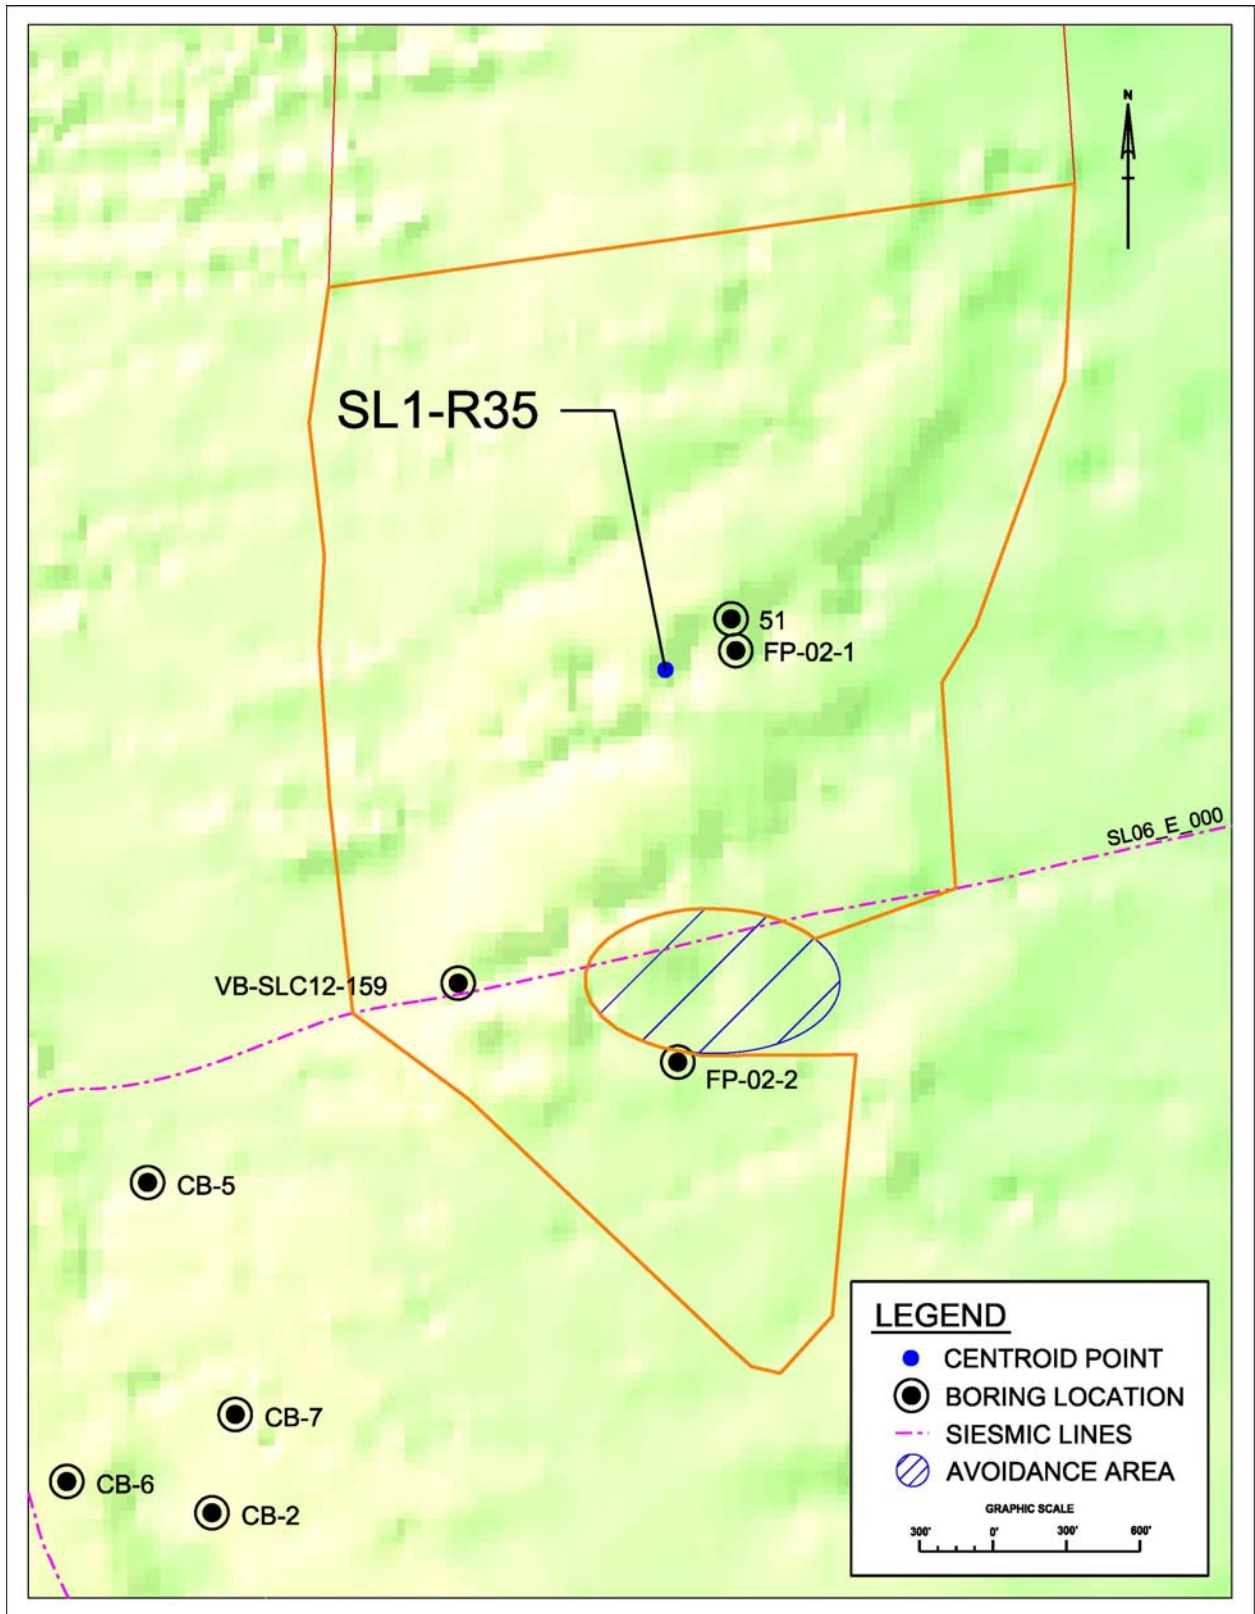 N
SL1-R35
51
FP-02-1
SL06_E_000
VB-SLC12-159
FP-02-2
CB-5
CB-7
CB-6
CB-2
LEGEND
CENTROID POINT
BORING LOCATION
SIESMIC LINES
AVOIDANCE AREA
GRAPHIC SCALE
300' 0' 300' 600'